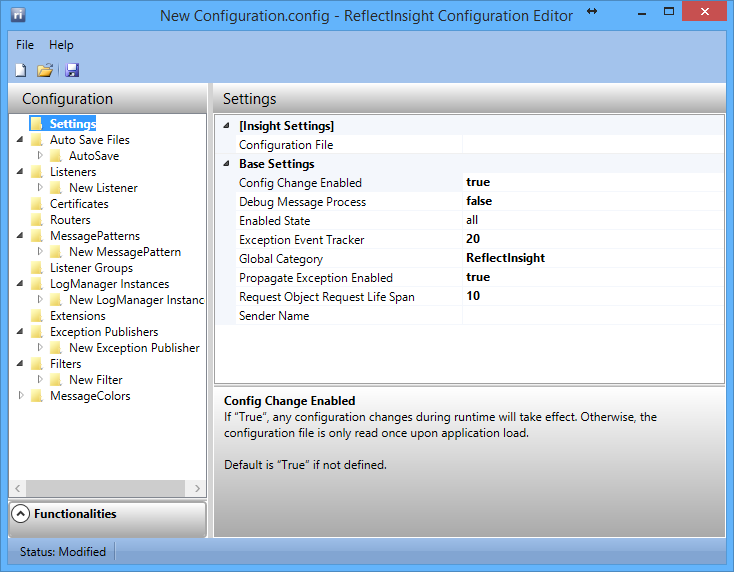 ri
New Configuration.config - ReflectInsight Configuration Editor
File Help
Configuration
Settings
Auto Save Files
AutoSave
Listeners
New Listener
Certificates
Routers
MessagePatterns
New MessagePattern
Listener Groups
LogManager Instances
New LogManager Instanc
Extensions
Exception Publishers
New Exception Publisher
Filters
New Filter
MessageColors
Functionalities
Settings
[Insight Settings]
Configuration File
Base Settings
Config Change Enabled true
Debug Message Process false
Enabled State all
Exception Event Tracker 20
Global Category ReflectInsight
Propagate Exception Enabled true
Request Object Request Life Span 10
Sender Name
Config Change Enabled
If “True”, any configuration changes during runtime will take effect. Otherwise, the
configuration file is only read once upon application load.
Default is “True” if not defined.
Status: Modified